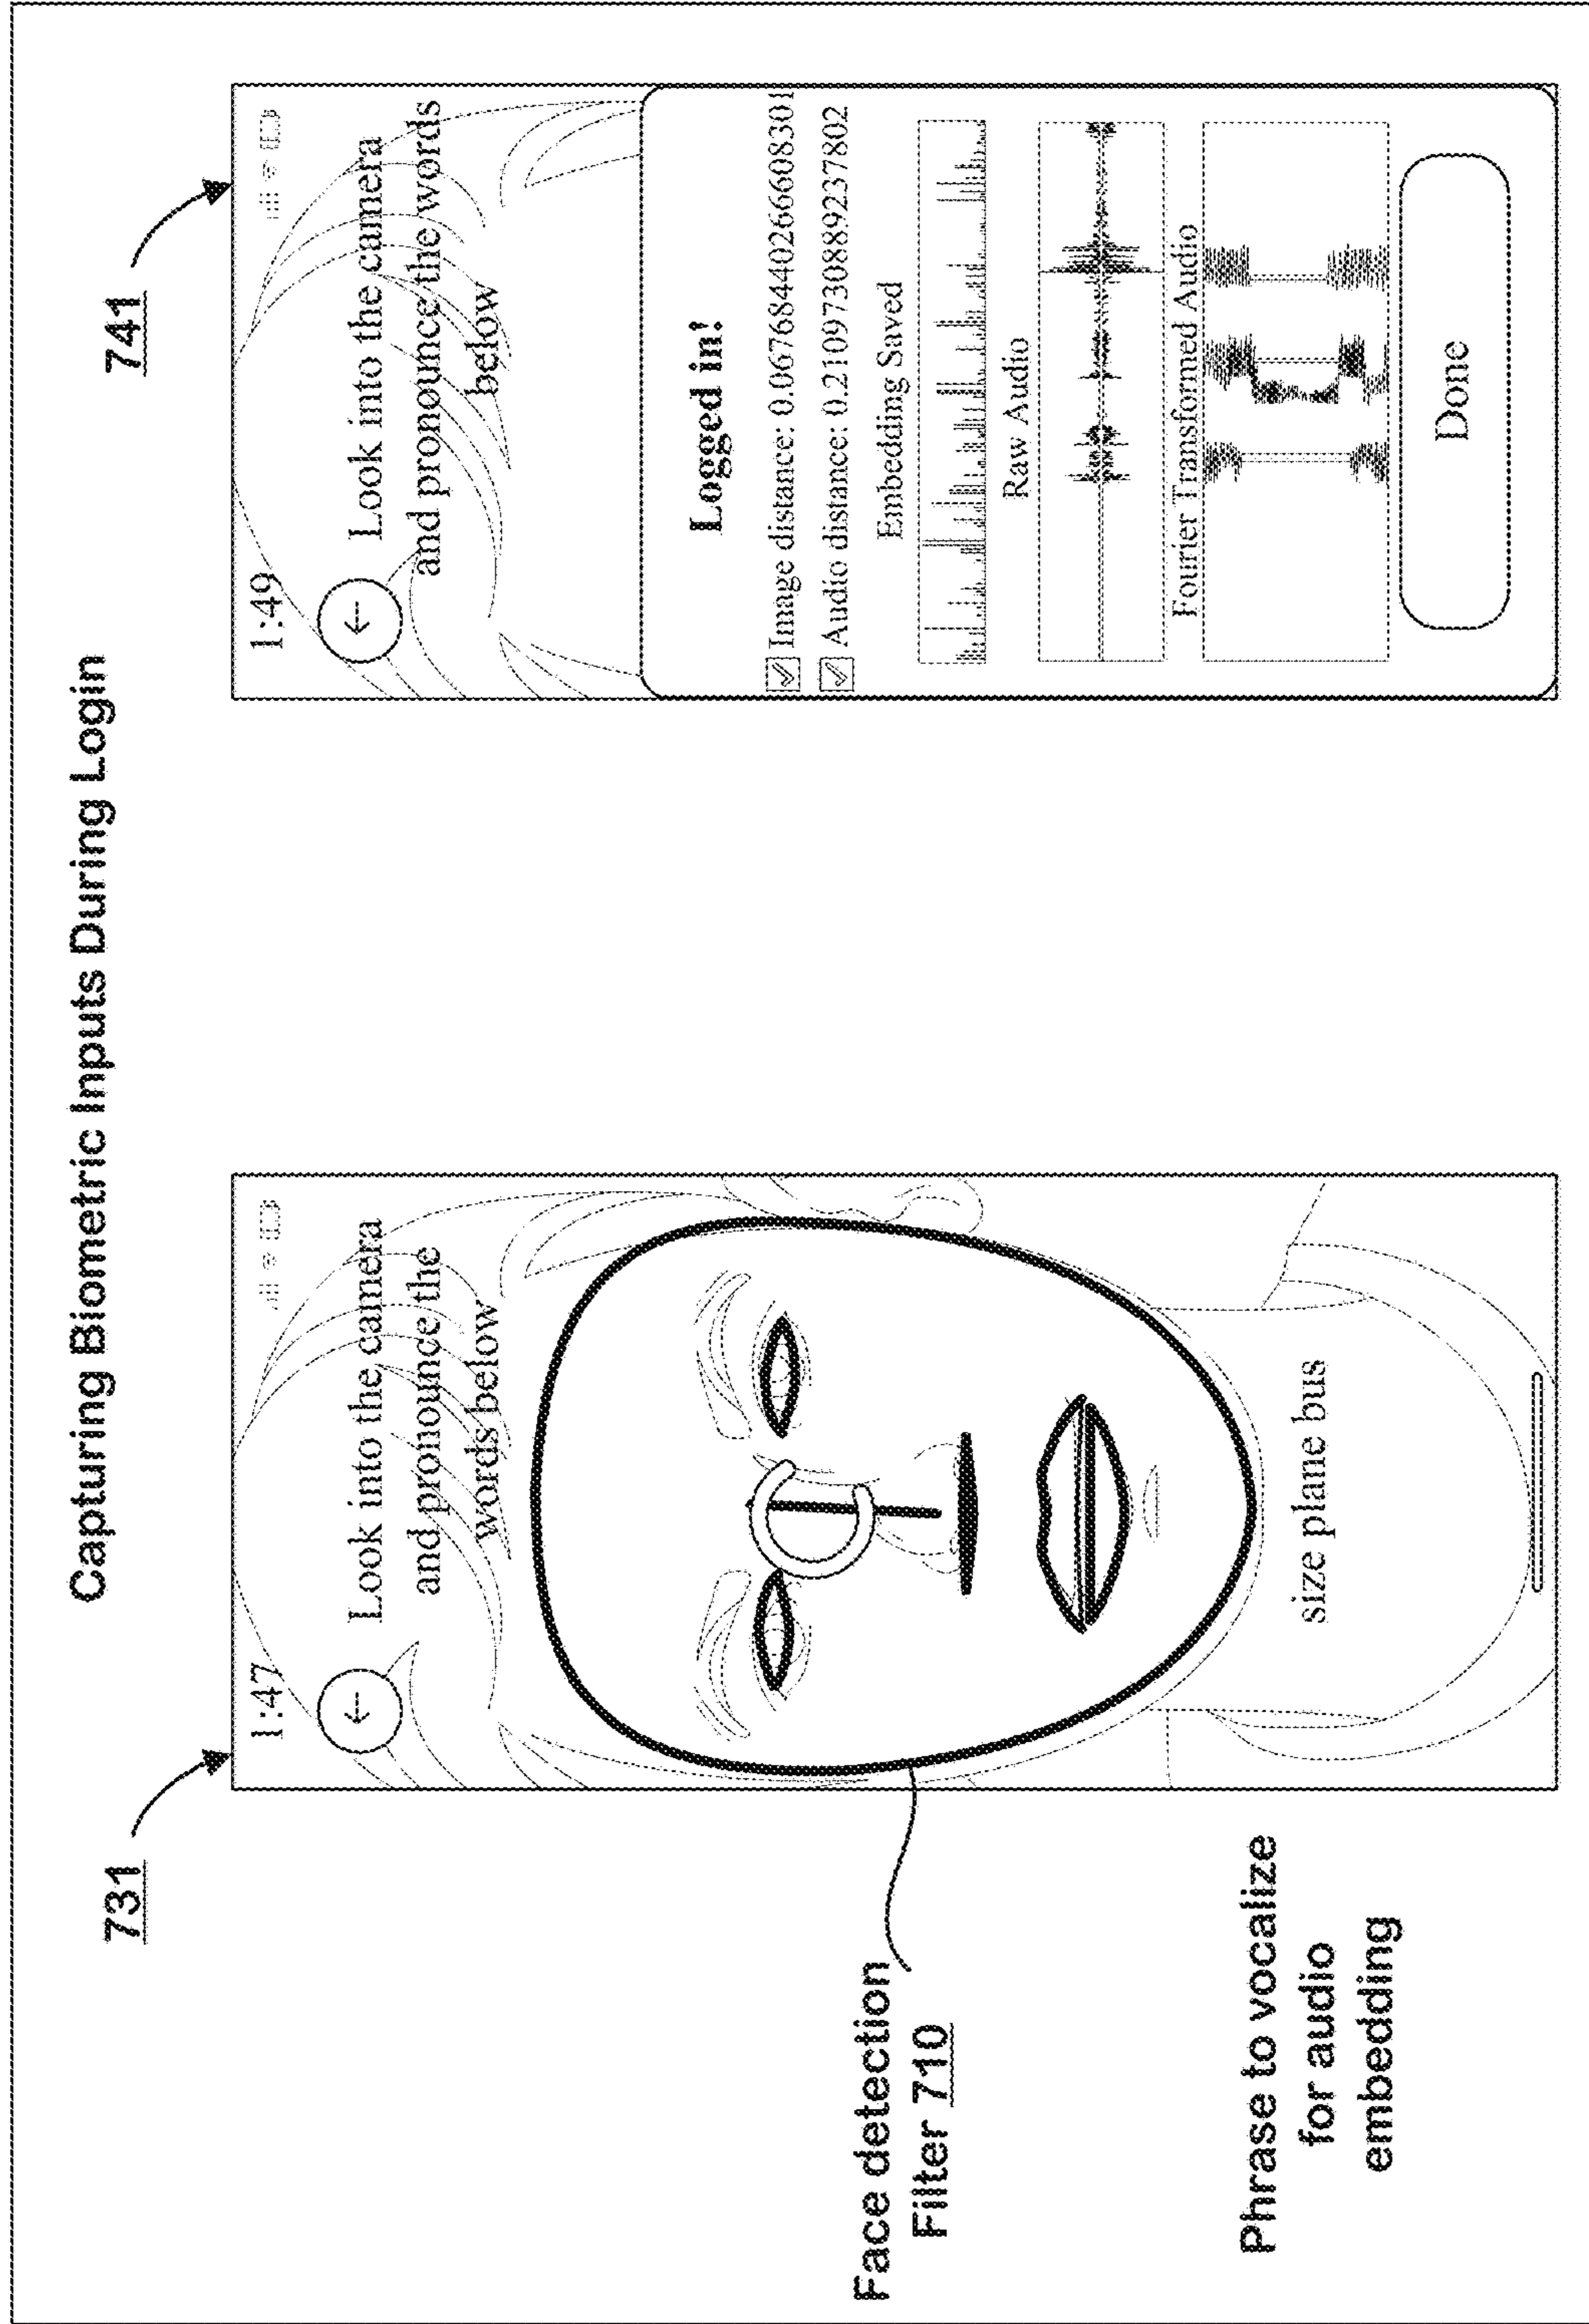 Capturing Biometric Inputs During Login
731
1:47
←
Look into the camera
and pronounce the
words below
size plane bus
Face detection
Filter 710
Phrase to vocalize
for audio
embedding
741
1:49
←
Look into the camera
and pronounce the words
below
Logged in!
Image distance: 0.06768440266608301
Audio distance: 0.21097308892378​02
Embedding Saved
Raw Audio
Fourier Transformed Audio
Done